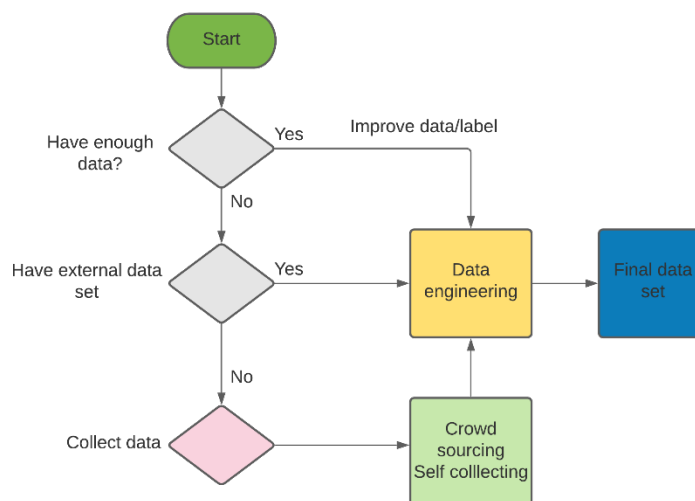 Start
Have enough
data?
Yes
Improve data/label
No
Have external data
set
Yes
Data
engineering
Final data
set
No
Collect data
Crowd
sourcing
Self colllecting